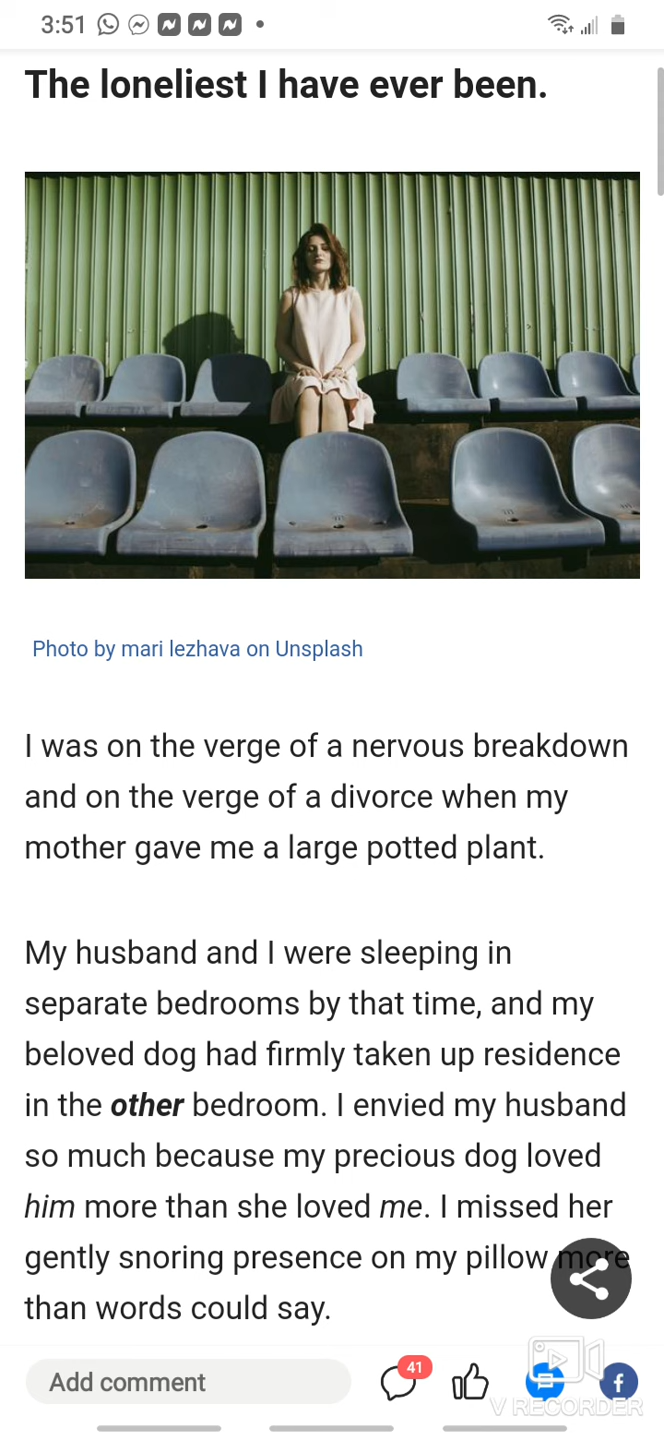 3:51
The loneliest I have ever been.
Photo by mari lezhava on Unsplash
I was on the verge of a nervous breakdown
and on the verge of a divorce when my
mother gave me a large potted plant.
My husband and I were sleeping in
separate bedrooms by that time, and my
beloved dog had firmly taken up residence
in the other bedroom. I envied my husband
so much because my precious dog loved
him more than she loved me. I missed her
gently snoring presence on my pillow more
than words could say.
Add comment
41
V RECORDER